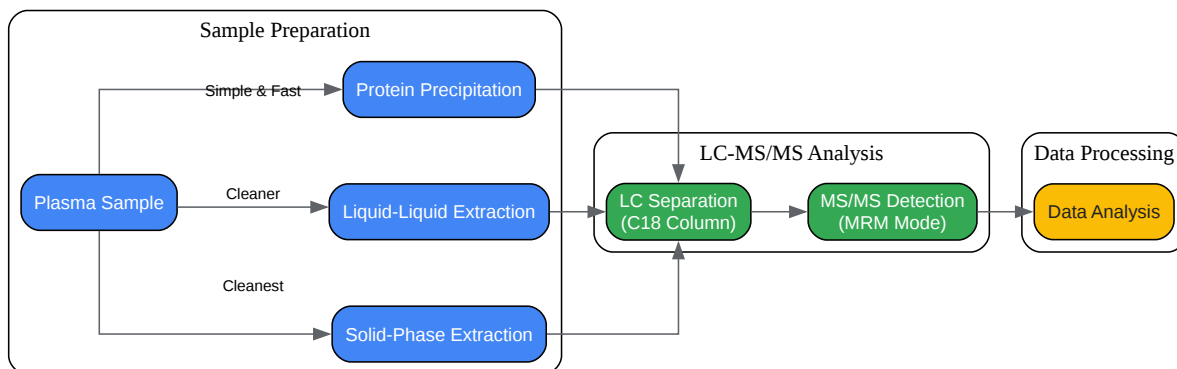 Sample Preparation
Simple & Fast
Protein Precipitation
Plasma Sample
Cleaner
Liquid-Liquid Extraction
Cleanest
Solid-Phase Extraction
LC-MS/MS Analysis
LC Separation
(C18 Column)
MS/MS Detection
(MRM Mode)
Data Processing
Data Analysis